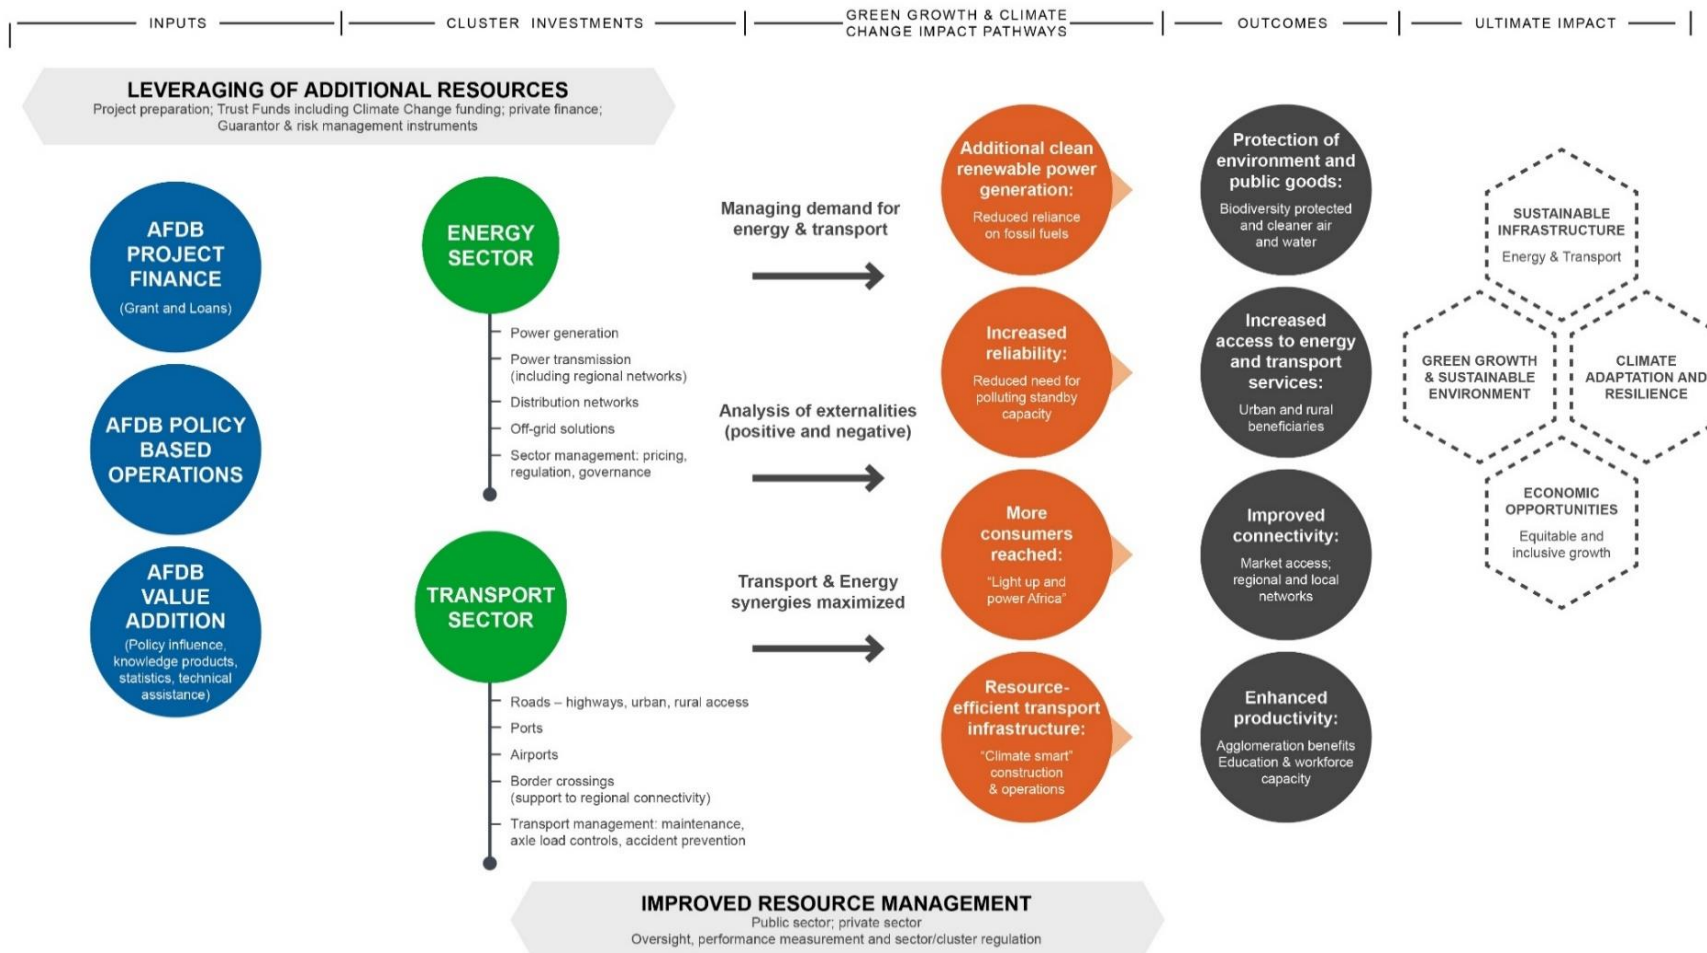 INPUTS
CLUSTER INVESTMENTS
GREEN GROWTH & CLIMATE
CHANGE IMPACT PATHWAYS
OUTCOMES
ULTIMATE IMPACT
LEVERAGING OF ADDITIONAL RESOURCES
Project preparation; Trust Funds including Climate Change funding; private finance;
Guarantor & risk management instruments
AFDB
PROJECT
FINANCE
(Grant and Loans)
AFDB POLICY
BASED
OPERATIONS
AFDB
VALUE
ADDITION
(Policy influence,
knowledge products,
statistics, technical
assistance)
ENERGY
SECTOR
Power generation
Power transmission
(including regional networks)
Distribution networks
Off-grid solutions
Sector management: pricing,
regulation, governance
TRANSPORT
SECTOR
Roads – highways, urban, rural access
Ports
Airports
Border crossings
(support to regional connectivity)
Transport management: maintenance,
axle load controls, accident prevention
Managing demand for
energy & transport
Analysis of externalities
(positive and negative)
Transport & Energy
synergies maximized
Additional clean
renewable power
generation:
Reduced reliance
on fossil fuels
Increased
reliability:
Reduced need for
polluting standby
capacity
More
consumers
reached:
"Light up and
power Africa"
Resource-
efficient transport
infrastructure:
"Climate smart"
construction
& operations
Protection of
environment and
public goods:
Biodiversity protected
and cleaner air
and water
Increased
access to energy
and transport
services:
Urban and rural
beneficiaries
Improved
connectivity:
Market access;
regional and local
networks
Enhanced
productivity:
Agglomeration benefits
Education & workforce
capacity
SUSTAINABLE
INFRASTRUCTURE
Energy & Transport
GREEN GROWTH
& SUSTAINABLE
ENVIRONMENT
CLIMATE
ADAPTATION AND
RESILIENCE
ECONOMIC
OPPORTUNITIES
Equitable and
inclusive growth
IMPROVED RESOURCE MANAGEMENT
Public sector; private sector
Oversight, performance measurement and sector/cluster regulation